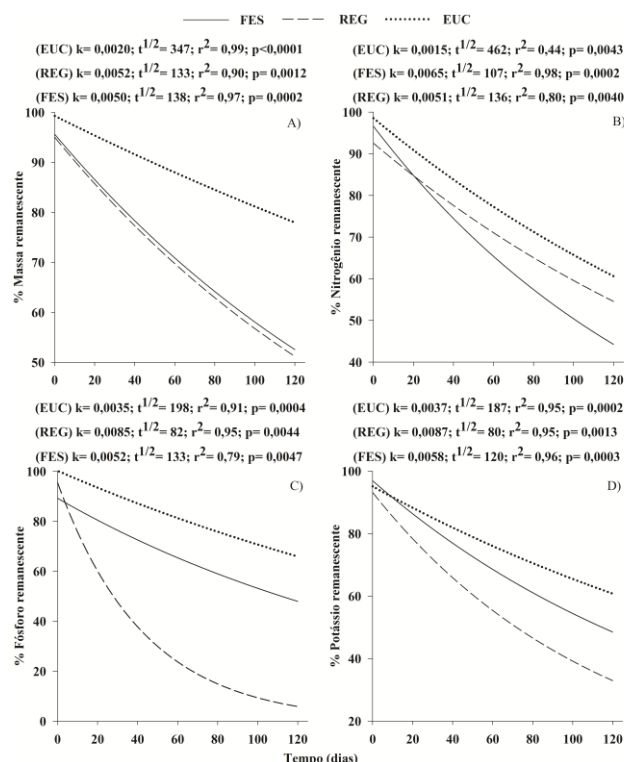 FES REG EUC
(EUC) k= 0,0020; t1/2= 347; r2= 0,99; p<0,0001
(REG) k= 0,0052; t1/2= 133; r2= 0,90; p= 0,0012
(FES) k= 0,0050; t1/2= 138; r2= 0,97; p= 0,0002
(EUC) k= 0,0015; t1/2= 462; r2= 0,44; p= 0,0043
(FES) k= 0,0065; t1/2= 107; r2= 0,98; p= 0,0002
(REG) k= 0,0051; t1/2= 136; r2= 0,80; p= 0,0040
A)
100
90
80
70
60
50
% Massa remanescente
0 20 40 60 80 100 120
B)
100
90
80
70
60
50
40
% Nitrogênio remanescente
0 20 40 60 80 100 120
(EUC) k= 0,0035; t1/2= 198; r2= 0,91; p= 0,0004
(REG) k= 0,0085; t1/2= 82; r2= 0,95; p= 0,0044
(FES) k= 0,0052; t1/2= 133; r2= 0,79; p= 0,0047
(EUC) k= 0,0037; t1/2= 187; r2= 0,95; p= 0,0002
(REG) k= 0,0087; t1/2= 80; r2= 0,95; p= 0,0013
(FES) k= 0,0058; t1/2= 120; r2= 0,96; p= 0,0003
C)
100
80
60
40
20
0
% Fósforo remanescente
0 20 40 60 80 100 120
D)
100
80
60
40
20
% Potássio remanescente
0 20 40 60 80 100 120
Tempo (dias)